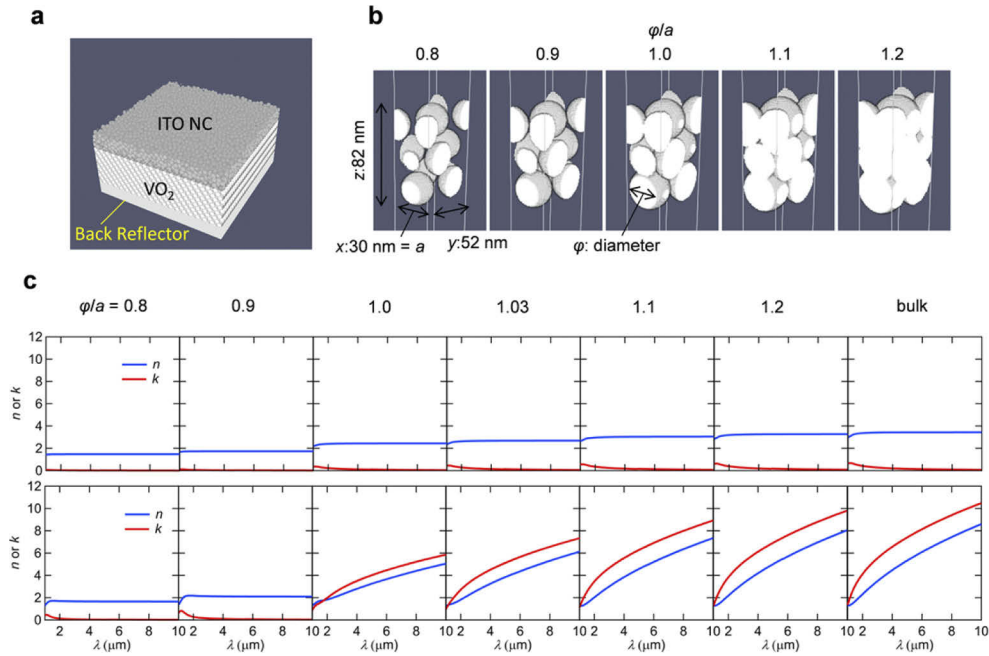 a
ITO NC
VO2
Back Reflector
b
φ/a
0.8 0.9 1.0 1.1 1.2
z:82 nm
x:30 nm = a
y:52 nm
φ: diameter
c
φ/a = 0.8 0.9 1.0 1.03 1.1 1.2 bulk
12
10
8
6
4
2
0
n or k
n
k
12
10
8
6
4
2
0
n or k
n
k
2 4 6 8 10 2 4 6 8 10 2 4 6 8 10 2 4 6 8 10 2 4 6 8 10 2 4 6 8 10 2 4 6 8 10
λ (μm) λ (μm) λ (μm) λ (μm) λ (μm) λ (μm) λ (μm)